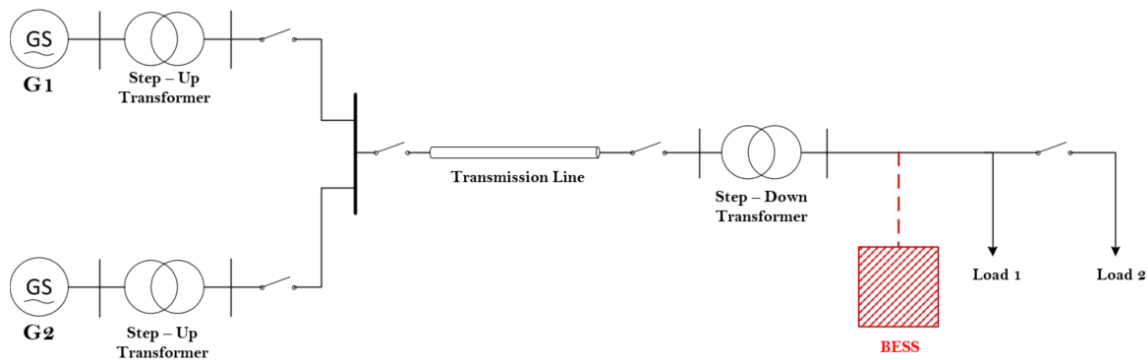 GS
G1
Step – Up
Transformer
Transmission Line
Step – Down
Transformer
Load 1
Load 2
BESS
GS
G2
Step – Up
Transformer